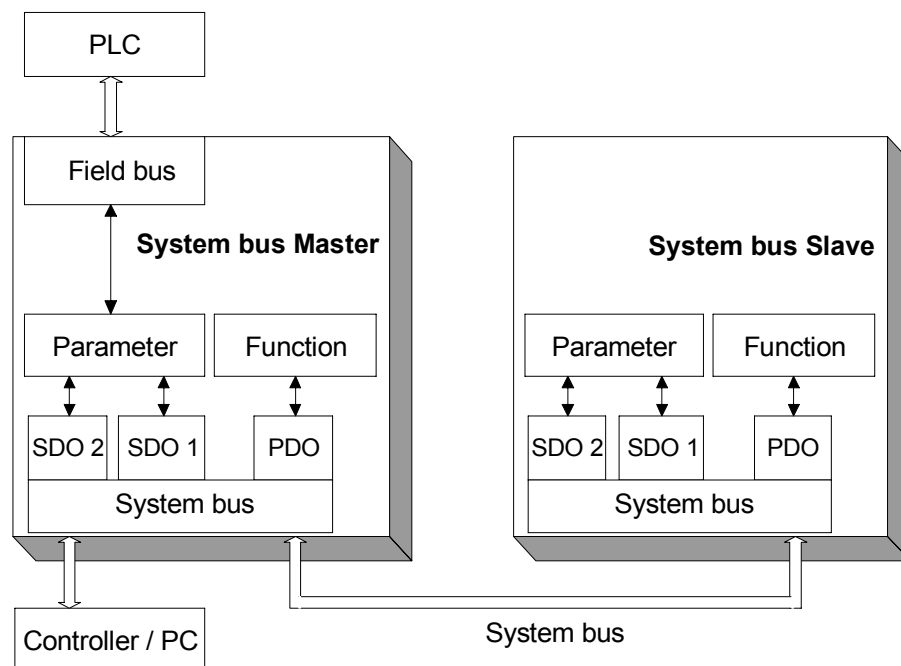 PLC
Field bus
System bus Master
Parameter
Function
SDO 2
SDO 1
PDO
System bus
System bus Slave
Parameter
Function
SDO 2
SDO 1
PDO
System bus
Controller / PC
System bus